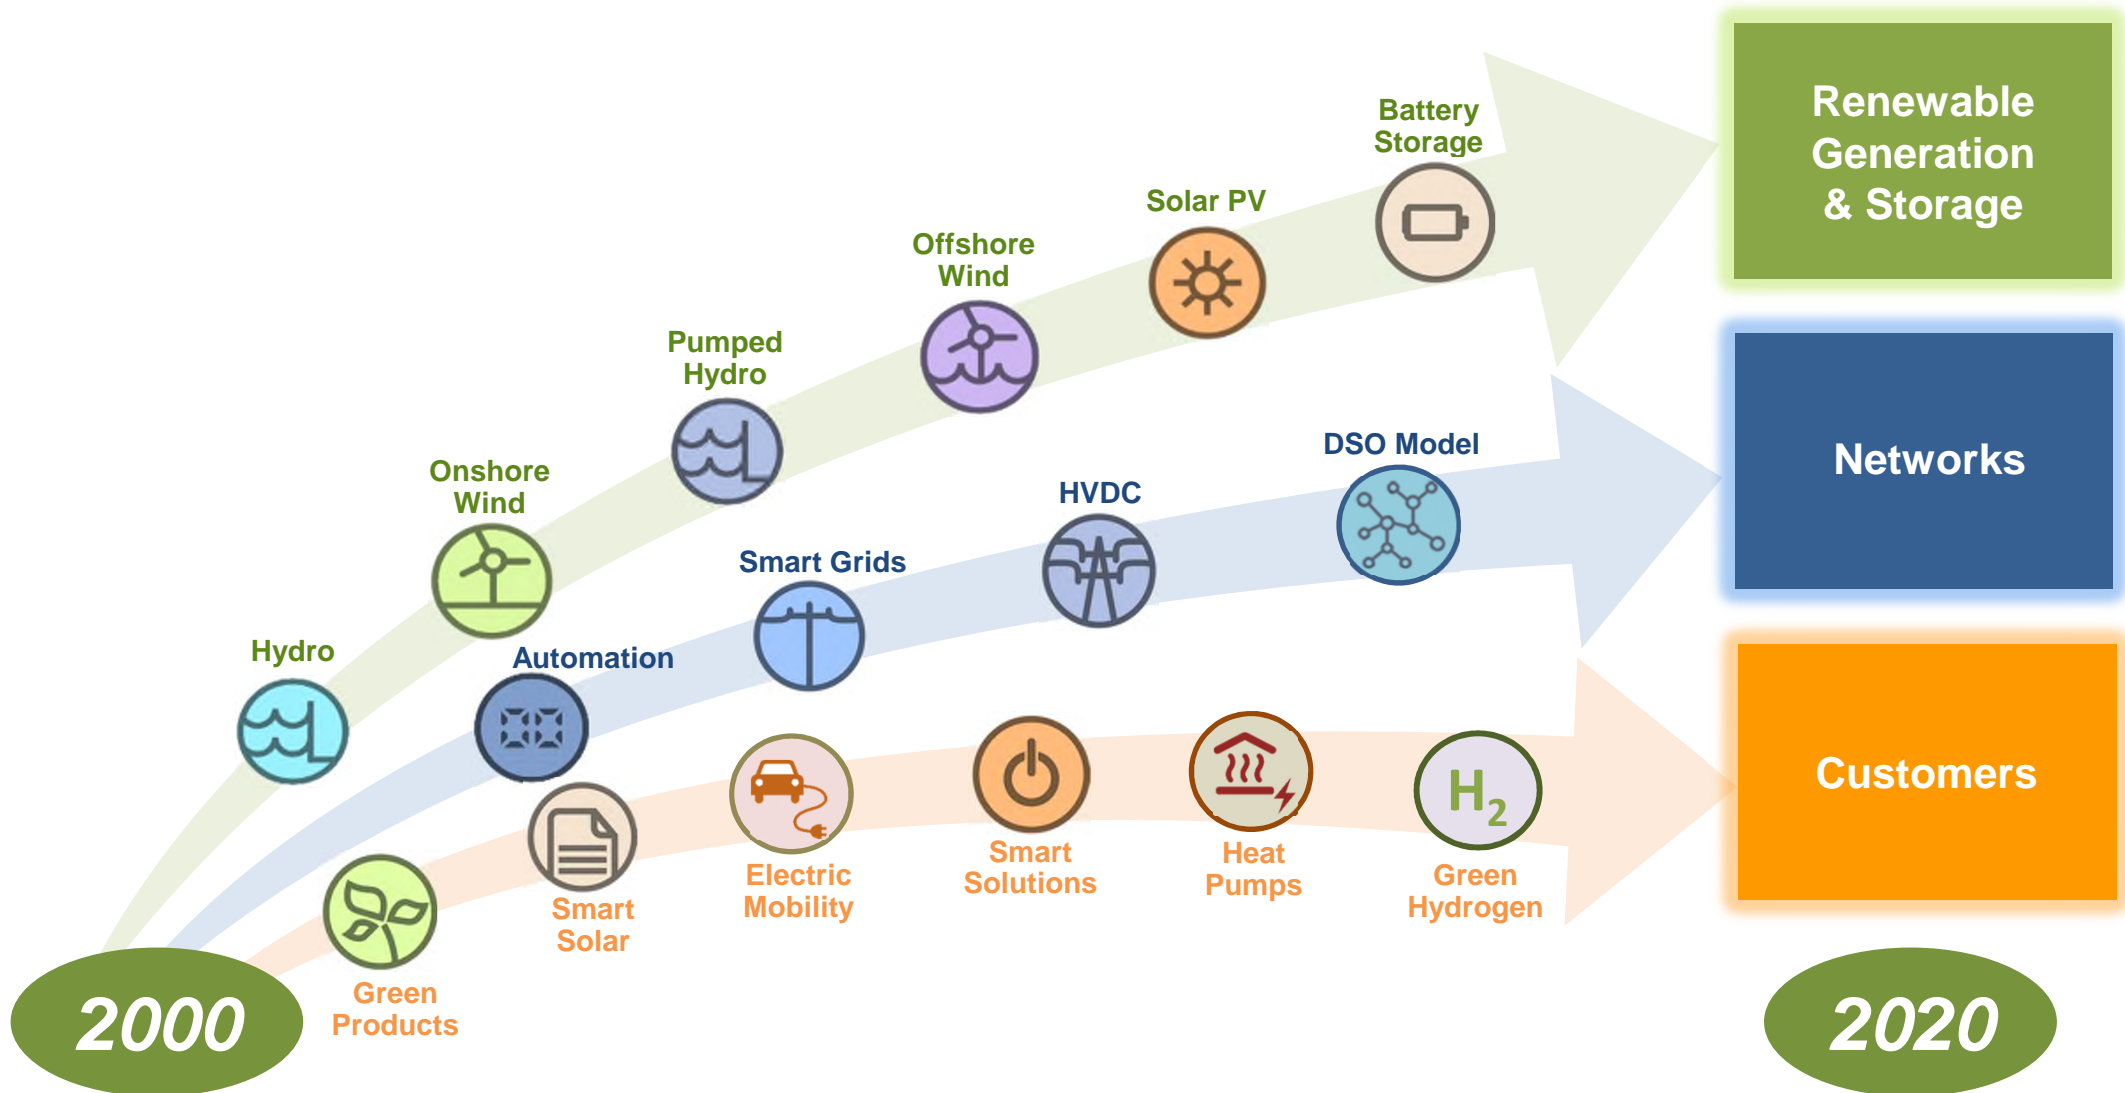 Battery
Storage
Solar PV
Offshore
Wind
Pumped
Hydro
Onshore
Wind
Hydro
Renewable
Generation
& Storage
DSO Model
HVDC
Smart Grids
Automation
Networks
H2
Electric
Mobility
Smart
Solutions
Heat
Pumps
Green
Hydrogen
Smart
Solar
Green
Products
Customers
2000
2020